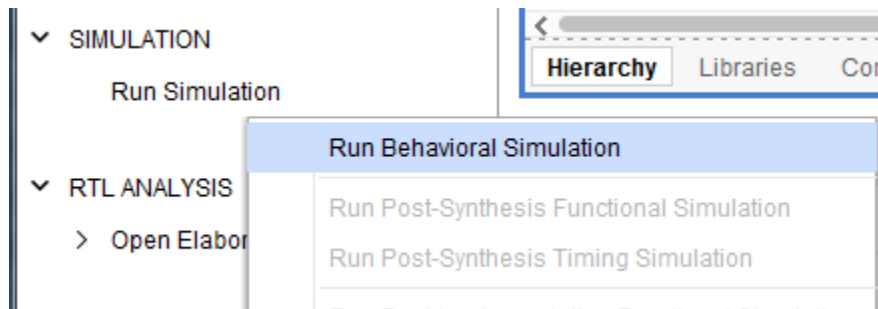 SIMULATION
Run Simulation
Hierarchy Libraries
Run Behavioral Simulation
RTL ANALYSIS
Run Post-Synthesis Functional Simulation
Open Elabor
Run Post-Synthesis Timing Simulation